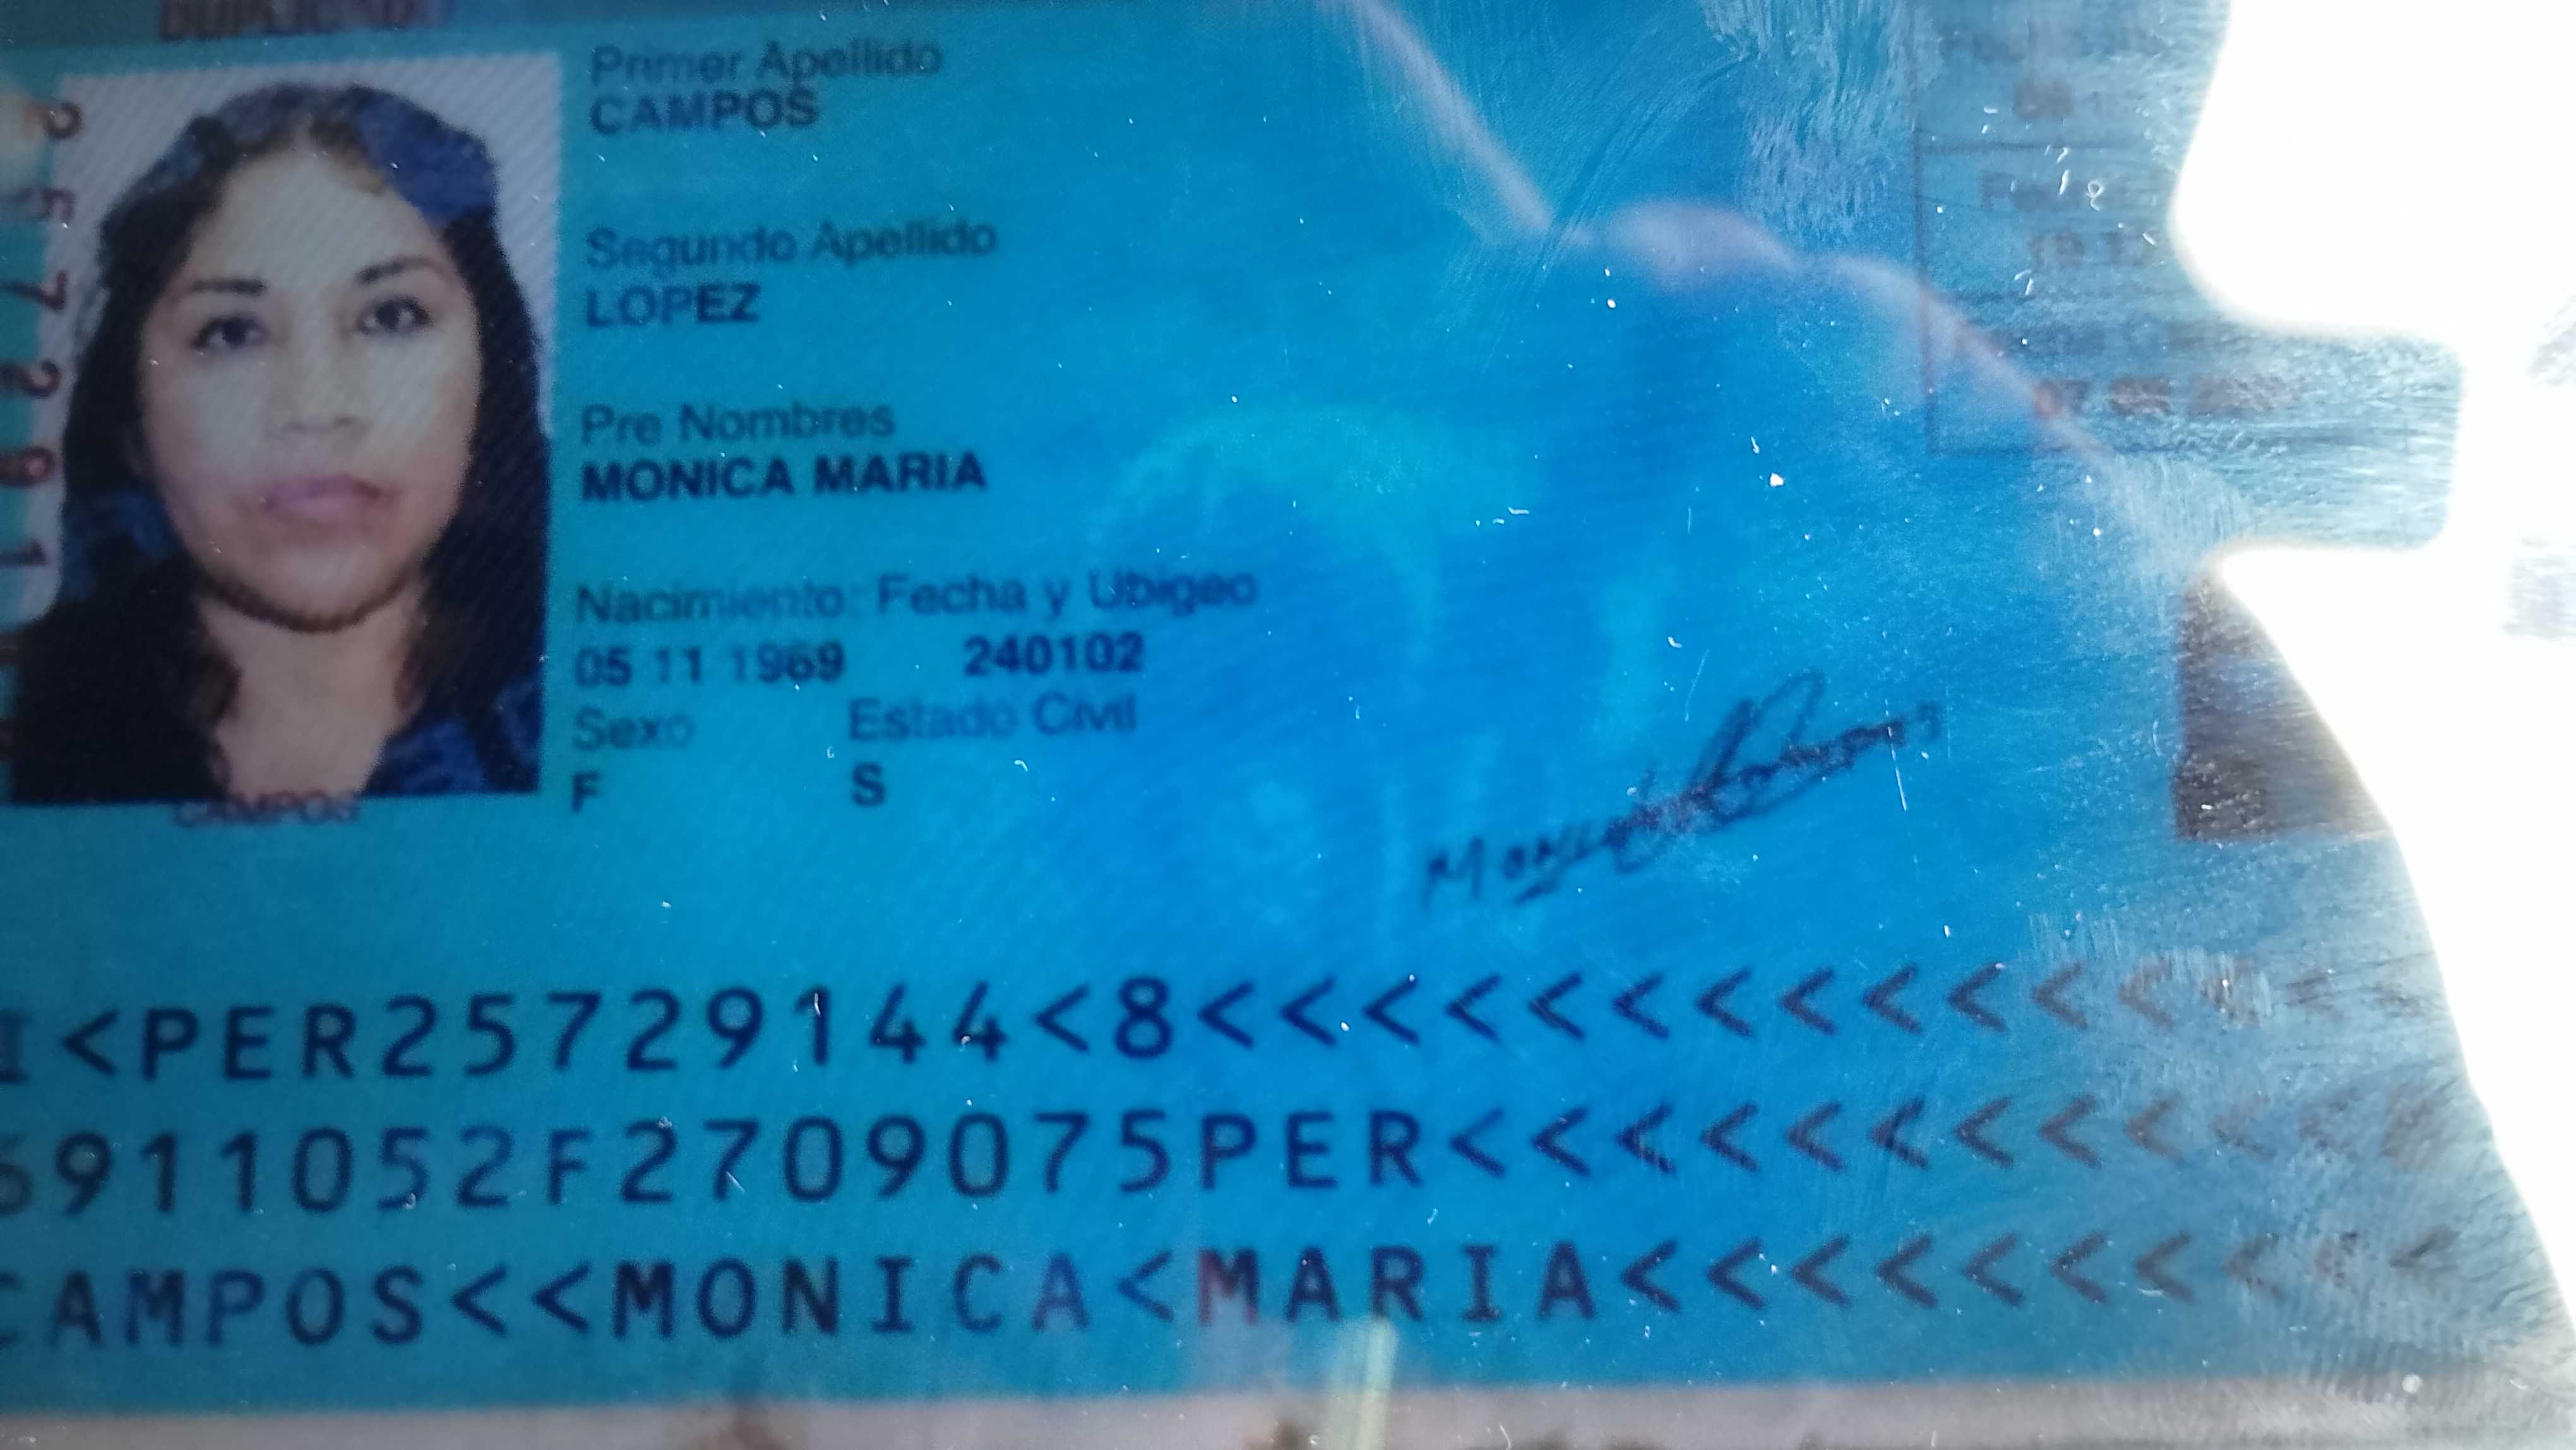 Primer Apellido
CAMPOS
Segundo Apellido
LOPEZ
Pre Nombres
MONICA MARIA
Nacimiento: Fecha y Ubigeo
05 11 1969 240102
Sexo Estado Civil
F S
CAMPOS
I<PER25729144<8<<<<<<<<<<<<<<<
6911052F2709075PER<<<<<<<<<<<
CAMPOS<<MONICA<MARIA<<<<<<<<<<